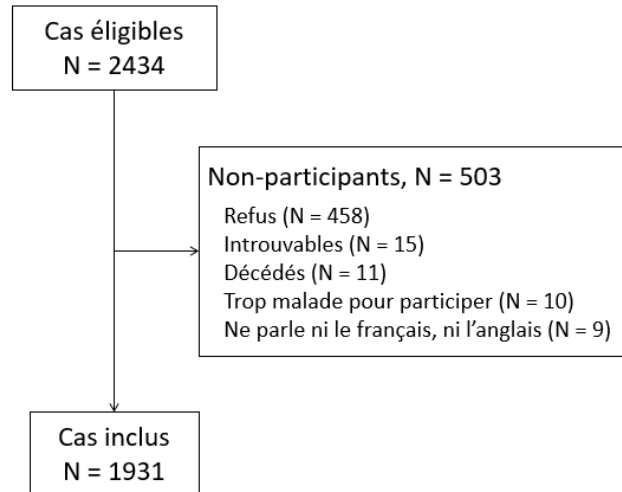 Cas éligibles
N = 2434
Non-participants, N = 503
Refus (N = 458)
Introuvables (N = 15)
Décédés (N = 11)
Trop malade pour participer (N = 10)
Ne parle ni le français, ni l’anglais (N = 9)
Cas inclus
N = 1931